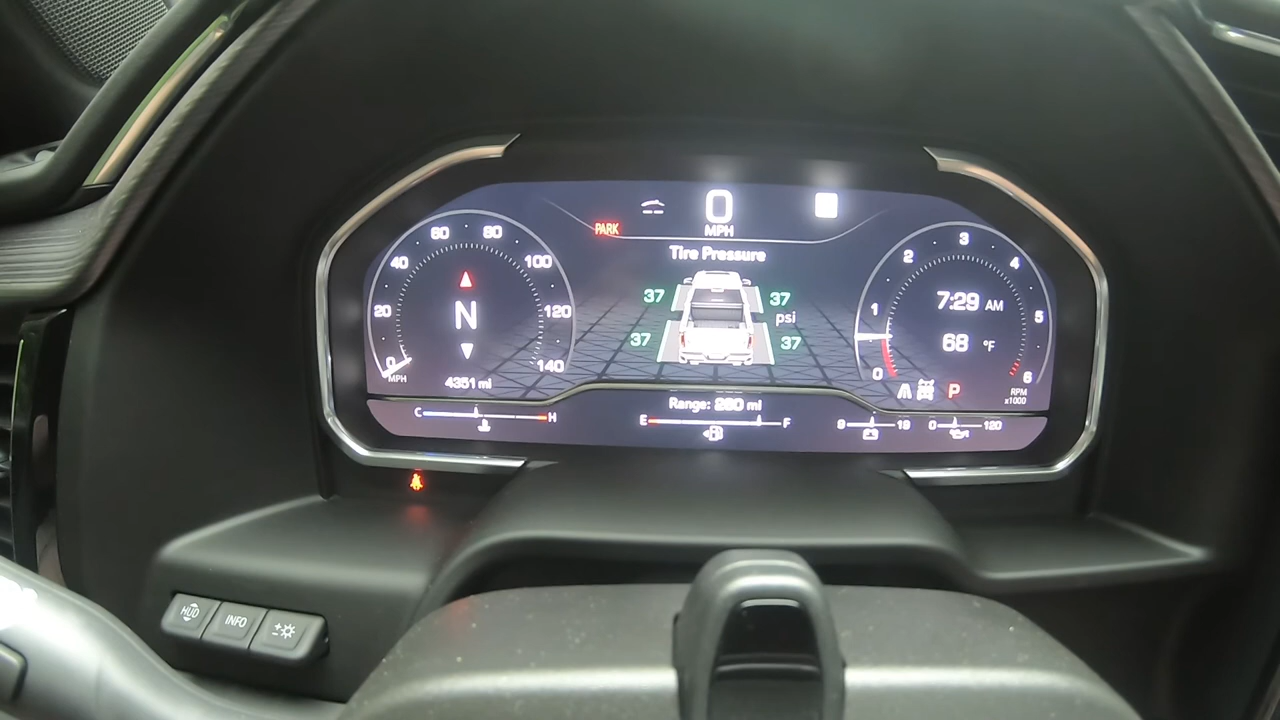 0
MPH
PARK
Tire Pressure
37 37
psi
37 37
0 20 40 60 80 100 120 140
MPH
N
4351 mi
0 1 2 3 4 5 6
7:29 AM
68 °F
P
RPM
x1000
C H
Range: 260 mi
E F
9 19
0 120
HUD
INFO